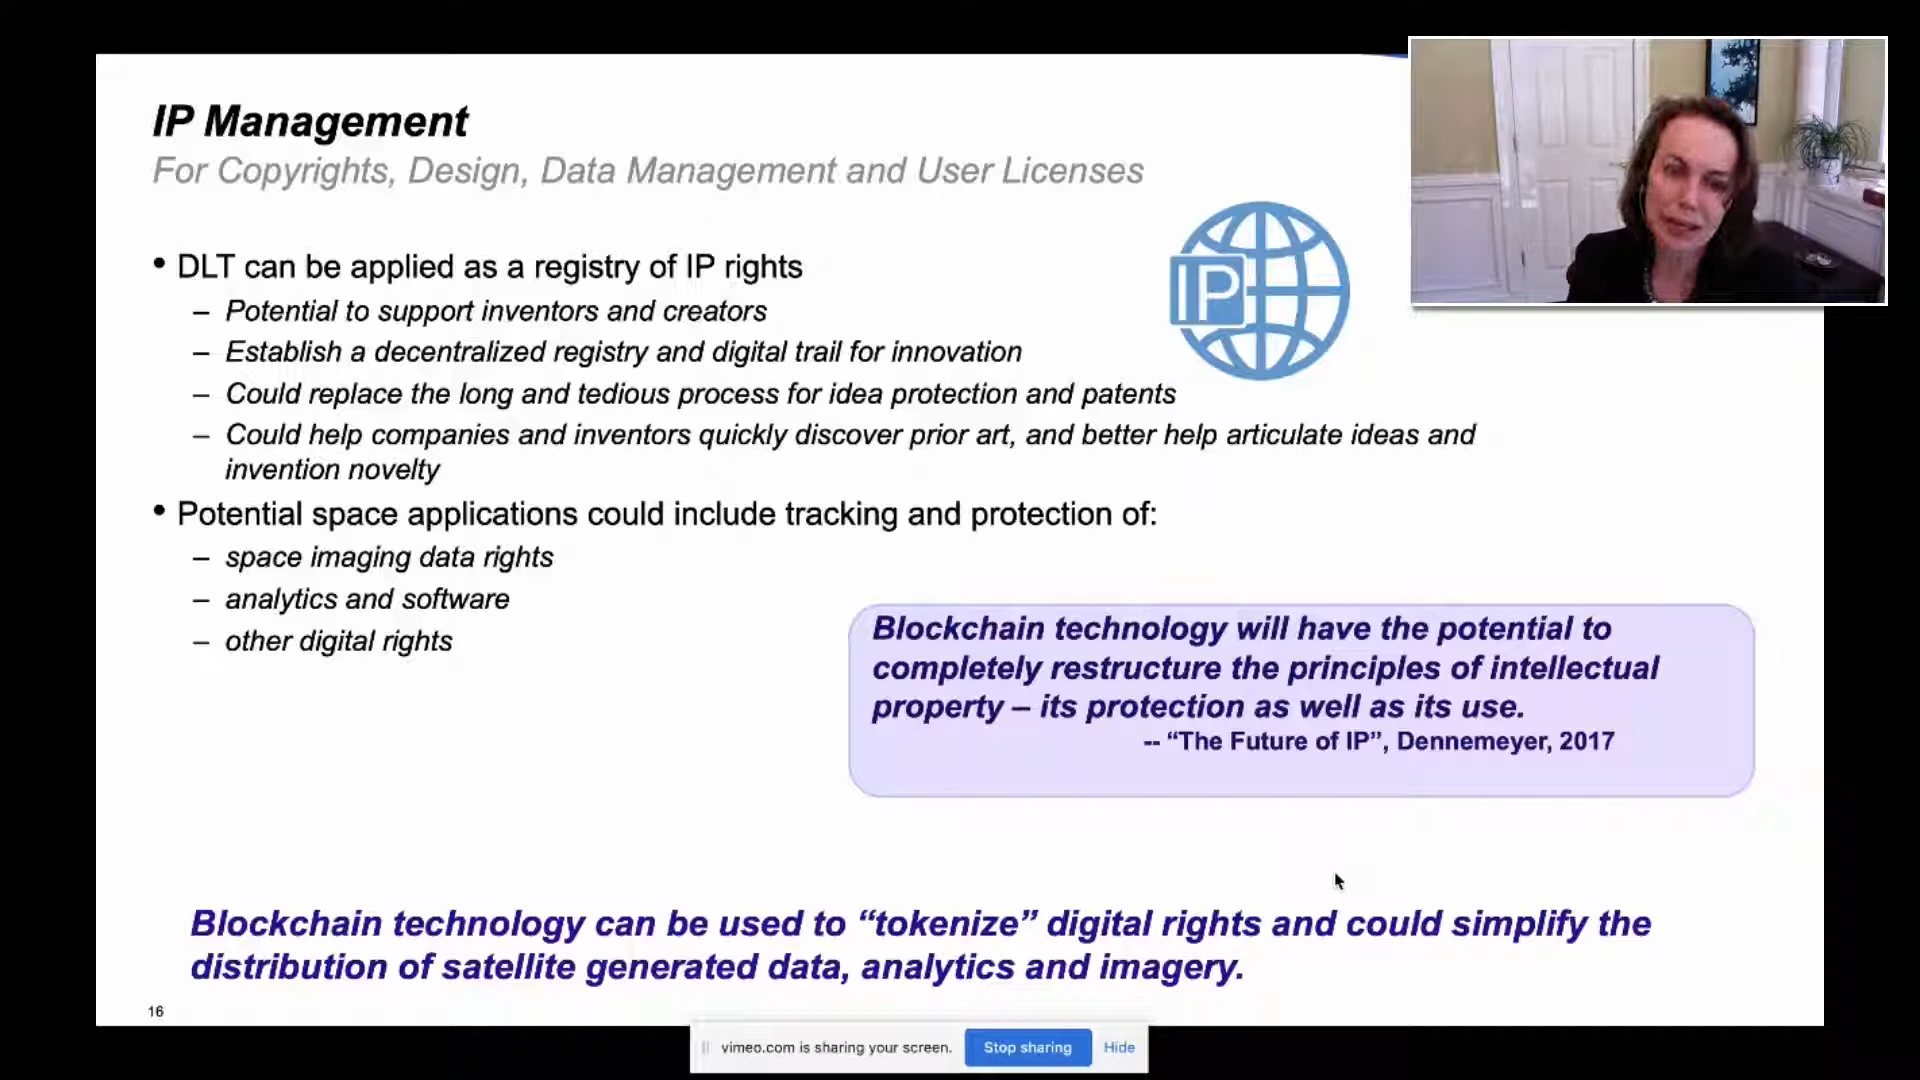 IP Management
For Copyrights, Design, Data Management and User Licenses
• DLT can be applied as a registry of IP rights
– Potential to support inventors and creators
– Establish a decentralized registry and digital trail for innovation
– Could replace the long and tedious process for idea protection and patents
– Could help companies and inventors quickly discover prior art, and better help articulate ideas and
invention novelty
• Potential space applications could include tracking and protection of:
– space imaging data rights
– analytics and software
– other digital rights
IP
Blockchain technology will have the potential to
completely restructure the principles of intellectual
property – its protection as well as its use.
-- “The Future of IP”, Dennemeyer, 2017
Blockchain technology can be used to “tokenize” digital rights and could simplify the
distribution of satellite generated data, analytics and imagery.
16
vimeo.com is sharing your screen. Stop sharing Hide